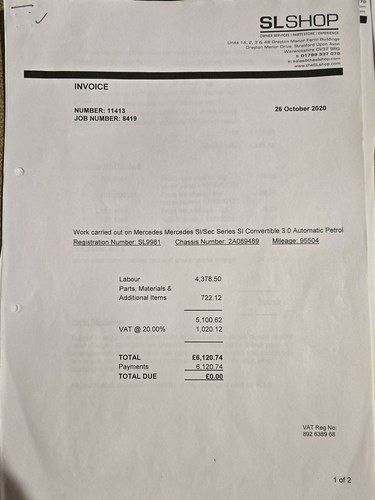 SLSHOP
OWNER SERVICES | PARTS STORE | EXPERIENCE
Units 1A, 2, 3 & 4B Drayton Manor Farm Buildings
Drayton Manor Drive, Stratford Upon Avon
Warwickshire CV37 9RQ
t: 01789 337 070
e: sales@theslshop.com
www.theSLshop.com
INVOICE
NUMBER: 11413
26 October 2020
JOB NUMBER: 8419
Work carried out on Mercedes Mercedes Sl/Sec Series Sl Convertible 3.0 Automatic Petrol
Registration Number: SL9981 Chassis Number: 2A089489 Mileage: 95504
Labour 4,378.50
Parts, Materials &
Additional Items 722.12
5,100.62
VAT @ 20.00% 1,020.12
TOTAL £6,120.74
Payments 6,120.74
TOTAL DUE £0.00
VAT Reg No:
892 6389 68
1 of 2